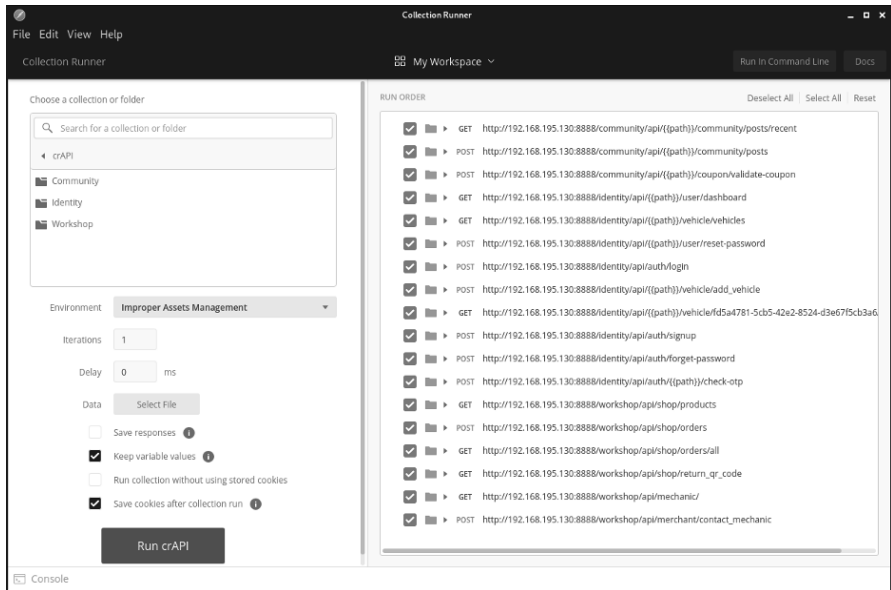 Collection Runner
File Edit View Help
Collection Runner
My Workspace
Run In Command Line
Docs
Choose a collection or folder
Search for a collection or folder
crAPI
Community
Identity
Workshop
Environment Improper Assets Management
Iterations 1
Delay 0 ms
Data Select File
Save responses
Keep variable values
Run collection without using stored cookies
Save cookies after collection run
Run crAPI
RUN ORDER
Deselect All Select All Reset
GET http://192.168.195.130:8888/community/api/{{path}}/community/posts/recent
POST http://192.168.195.130:8888/community/api/{{path}}/community/posts
POST http://192.168.195.130:8888/community/api/{{path}}/coupon/validate-coupon
GET http://192.168.195.130:8888/identity/api/{{path}}/user/dashboard
GET http://192.168.195.130:8888/identity/api/{{path}}/vehicle/vehicles
POST http://192.168.195.130:8888/identity/api/{{path}}/user/reset-password
POST http://192.168.195.130:8888/identity/api/auth/login
POST http://192.168.195.130:8888/identity/api/{{path}}/vehicle/add_vehicle
GET http://192.168.195.130:8888/identity/api/{{path}}/vehicle/fd5a4781-5cb5-42e2-8524-d3e67f5cb3a6
POST http://192.168.195.130:8888/identity/api/auth/signup
POST http://192.168.195.130:8888/identity/api/auth/forget-password
POST http://192.168.195.130:8888/identity/api/auth/{{path}}/check-otp
GET http://192.168.195.130:8888/workshop/api/shop/products
POST http://192.168.195.130:8888/workshop/api/shop/orders
GET http://192.168.195.130:8888/workshop/api/shop/orders/all
GET http://192.168.195.130:8888/workshop/api/shop/return_qr_code
GET http://192.168.195.130:8888/workshop/api/mechanic/
POST http://192.168.195.130:8888/workshop/api/merchant/contact_mechanic
Console